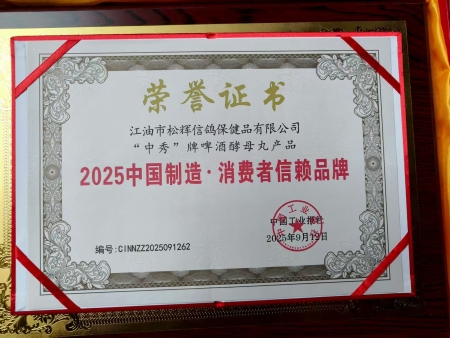 荣誉证书
江油市松辉信鸽保健品有限公司
“中秀”牌啤酒酵母丸产品
2025中国制造·消费者信赖品牌
中国工业报社
编号:CINNZZ2025091262
2025年9月12日